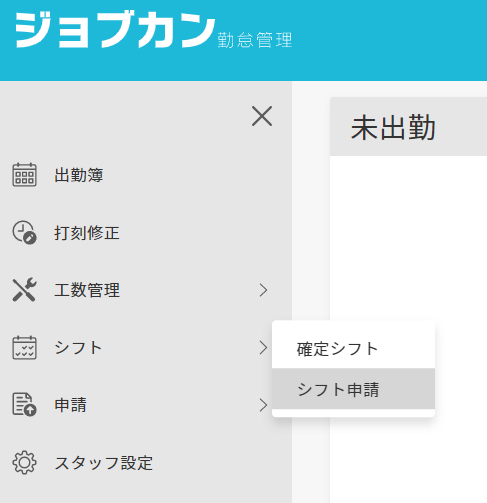 ジョブカン勤怠管理
未出勤
出勤簿
打刻修正
工数管理
シフト
確定シフト
シフト申請
申請
スタッフ設定